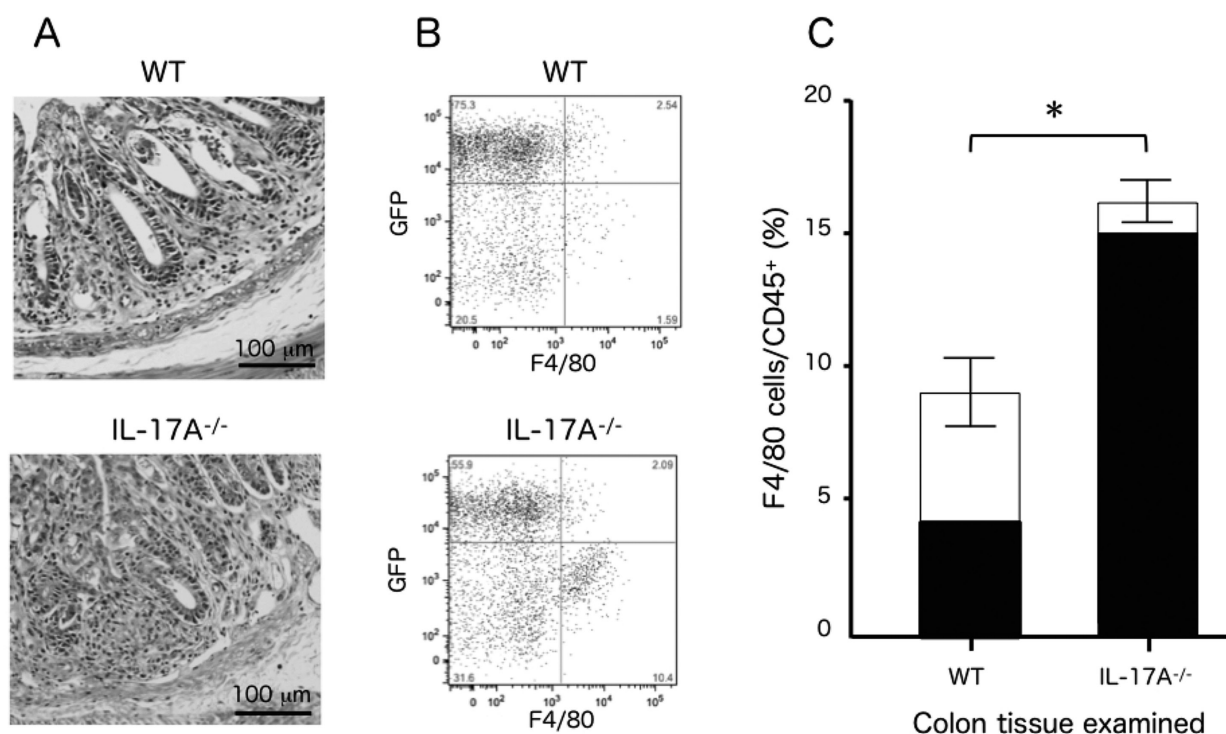 A
WT
100 μm
IL-17A-/-
100 μm
B
WT
75.3
2.54
GFP
10⁵
10⁴
10³
10²
0
20.5
1.59
0 10² 10³ 10⁴ 10⁵
F4/80
IL-17A-/-
55.9
2.09
GFP
10⁵
10⁴
10³
10²
0
31.6
10.4
0 10² 10³ 10⁴ 10⁵
F4/80
C
F4/80 cells/CD45⁺ (%)
20
15
10
5
0
*
WT IL-17A-/-
Colon tissue examined